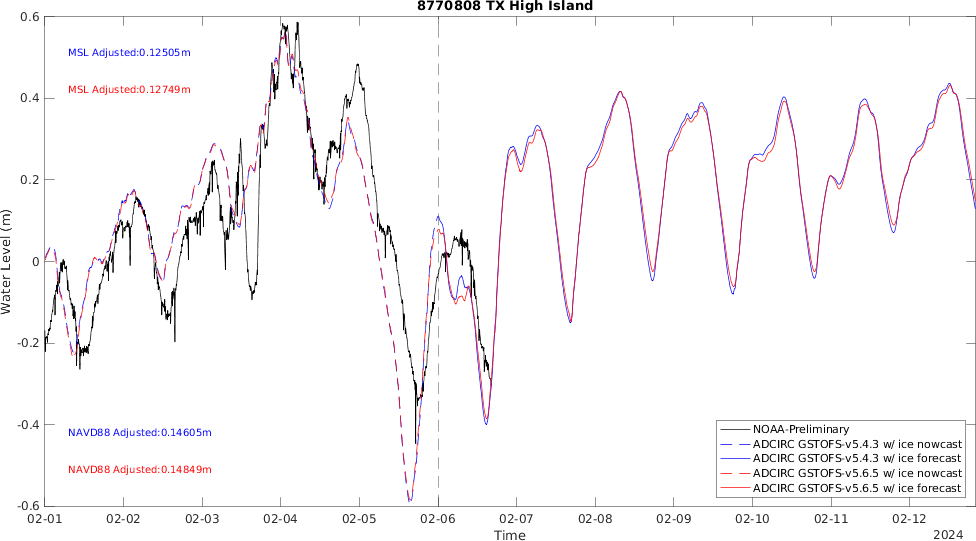 8770808 TX High Island
0.6
MSL Adjusted:0.12505m
MSL Adjusted:0.12749m
0.4
0.2
Water Level (m)
0
-0.2
-0.4
NAVD88 Adjusted:0.14605m
NAVD88 Adjusted:0.14849m
NOAA-Preliminary
ADCIRC GSTOFS-v5.4.3 w/ ice nowcast
ADCIRC GSTOFS-v5.4.3 w/ ice forecast
ADCIRC GSTOFS-v5.6.5 w/ ice nowcast
ADCIRC GSTOFS-v5.6.5 w/ ice forecast
-0.6
02-01 02-02 02-03 02-04 02-05 02-06 02-07 02-08 02-09 02-10 02-11 02-12
Time
2024